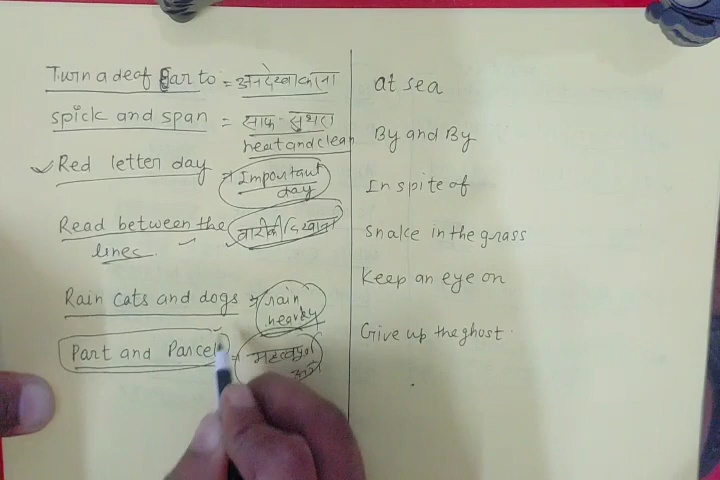 Turn a deaf Ear to = अनदेखा करना
spick and span = साफ - सुथरा
neat and clean
Red letter day = Important
day
Read between the
lines बारीकी दिखाना
Rain cats and dogs = rain
heavily
Part and Parcel = महत्वपूर्ण
अंग
at sea
By and By
In spite of
Snake in the grass
Keep an eye on
Give up the ghost